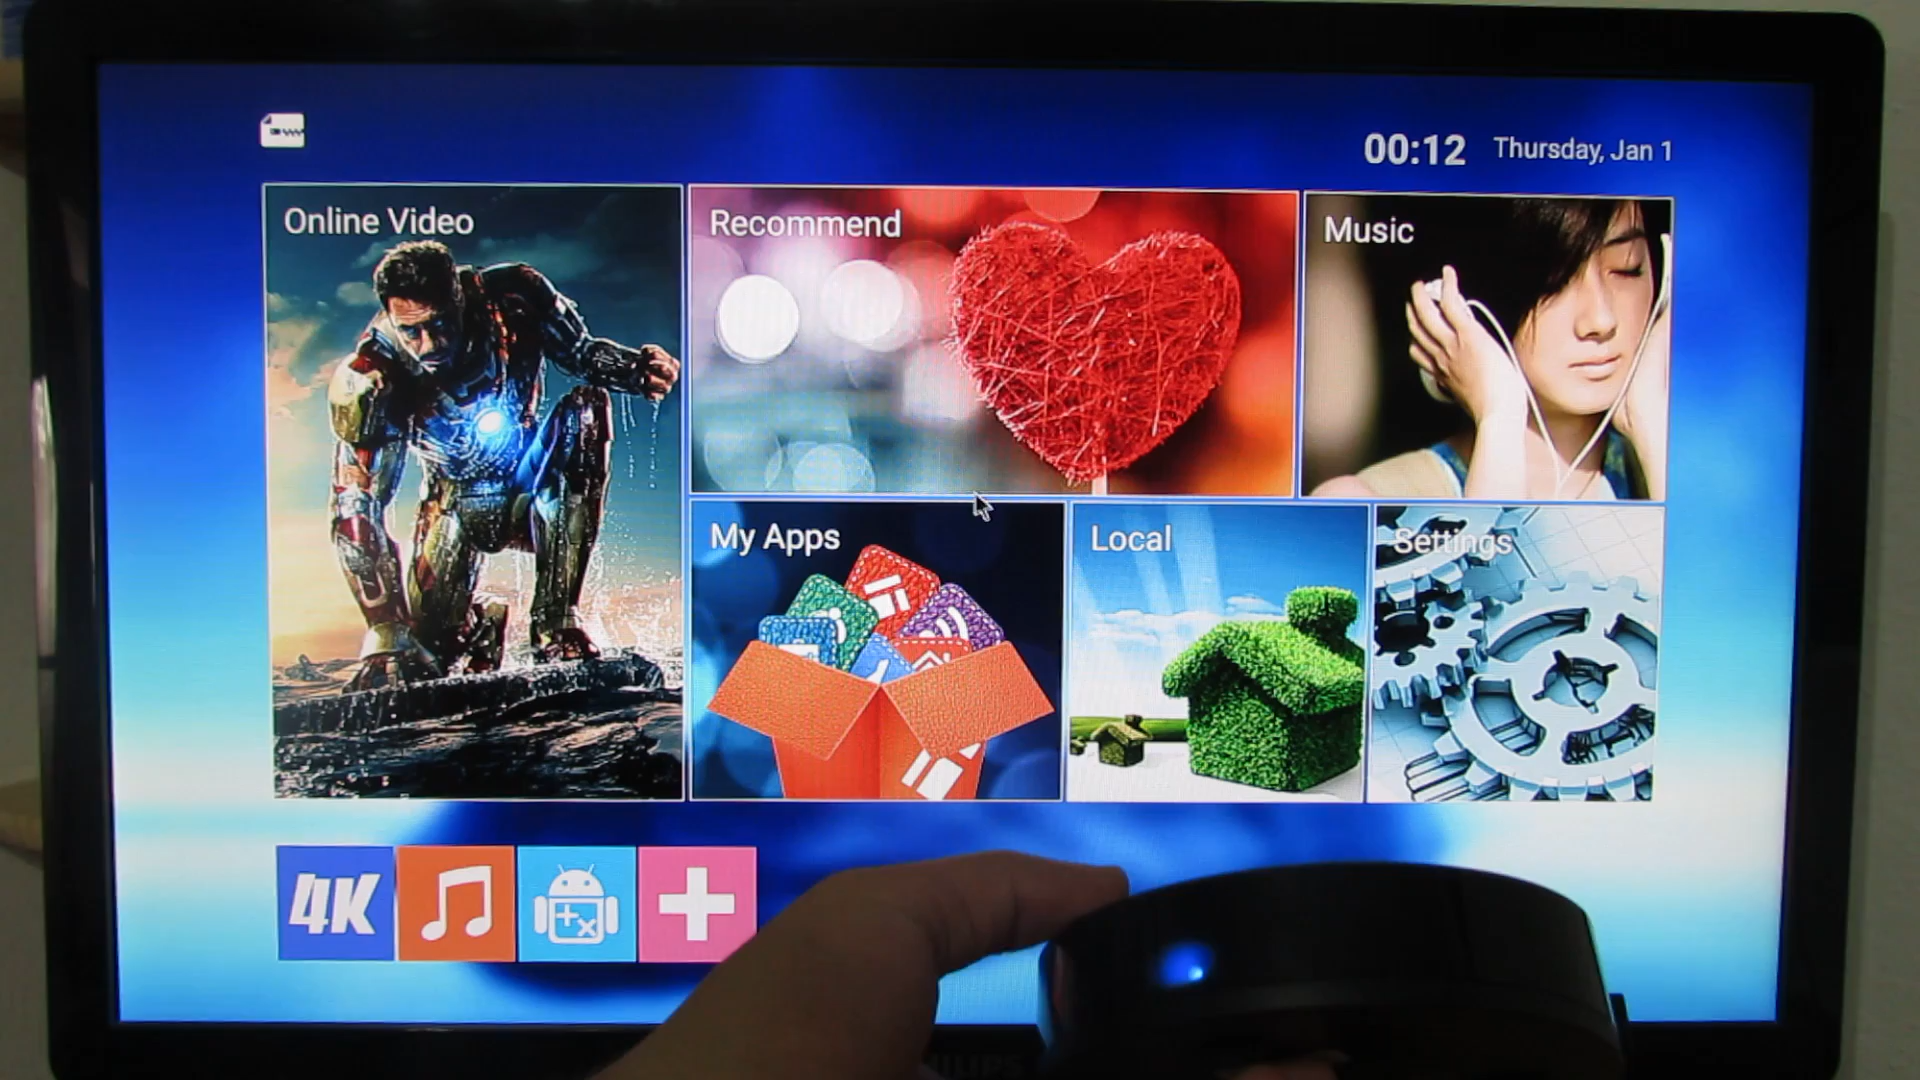 00:12 Thursday, Jan 1
Online Video
Recommend
Music
My Apps
Local
Settings
4K